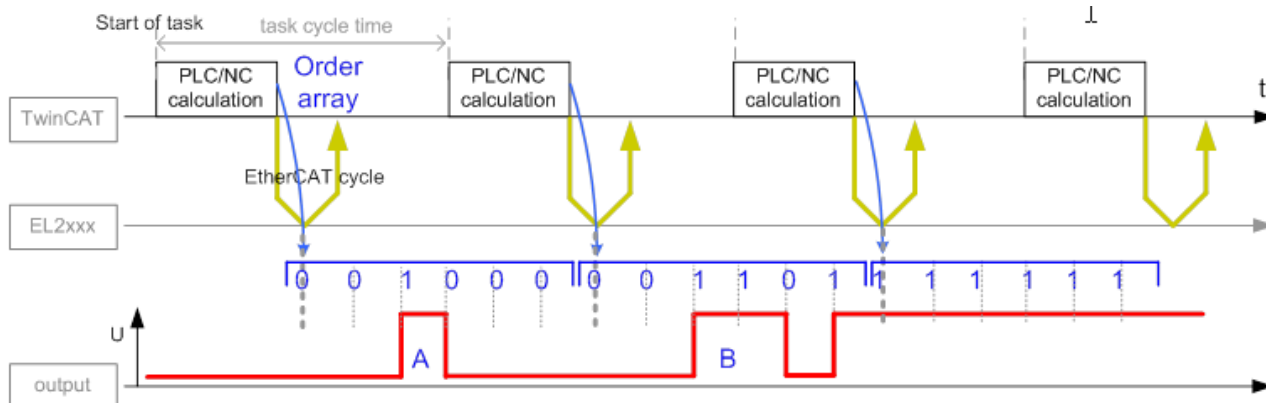 Start of task
task cycle time
PLC/NC
calculation
Order
array
PLC/NC
calculation
PLC/NC
calculation
PLC/NC
calculation
t
TwinCAT
EtherCAT cycle
EL2xxx
0 0 1 0 0 0 0 0 1 1 0 1 1 1 1 1 1 1
U
A
B
output